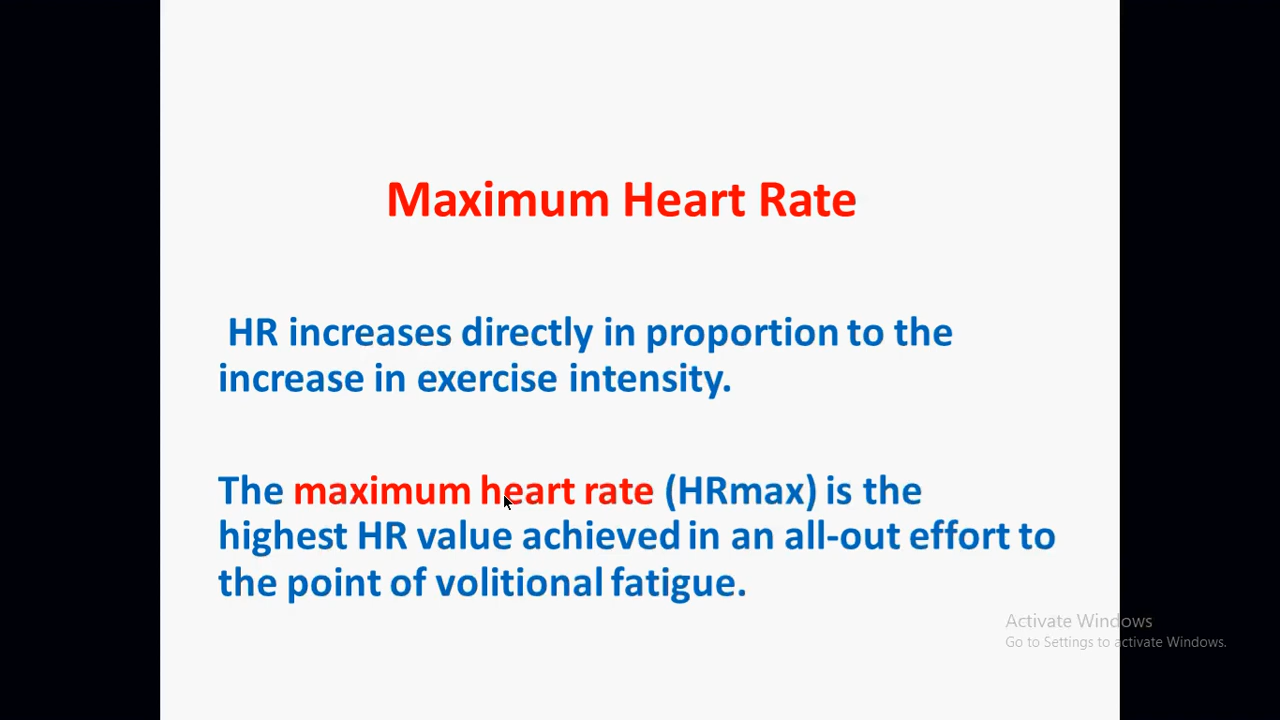 Maximum Heart Rate
HR increases directly in proportion to the
increase in exercise intensity.
The maximum heart rate (HRmax) is the
highest HR value achieved in an all-out effort to
the point of volitional fatigue.
Activate Windows
Go to Settings to activate Windows.